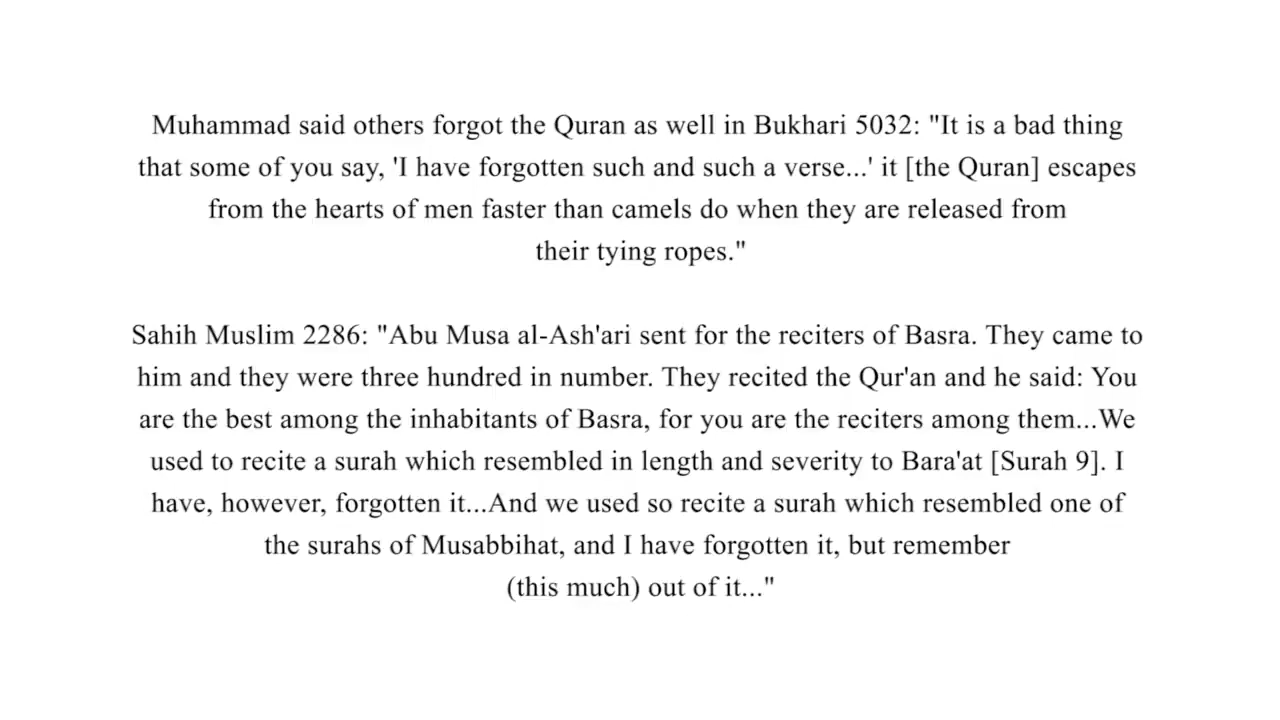 Muhammad said others forgot the Quran as well in Bukhari 5032: "It is a bad thing
that some of you say, 'I have forgotten such and such a verse...' it [the Quran] escapes
from the hearts of men faster than camels do when they are released from
their tying ropes."
Sahih Muslim 2286: "Abu Musa al-Ash'ari sent for the reciters of Basra. They came to
him and they were three hundred in number. They recited the Qur'an and he said: You
are the best among the inhabitants of Basra, for you are the reciters among them...We
used to recite a surah which resembled in length and severity to Bara'at [Surah 9]. I
have, however, forgotten it...And we used so recite a surah which resembled one of
the surahs of Musabbihat, and I have forgotten it, but remember
(this much) out of it..."